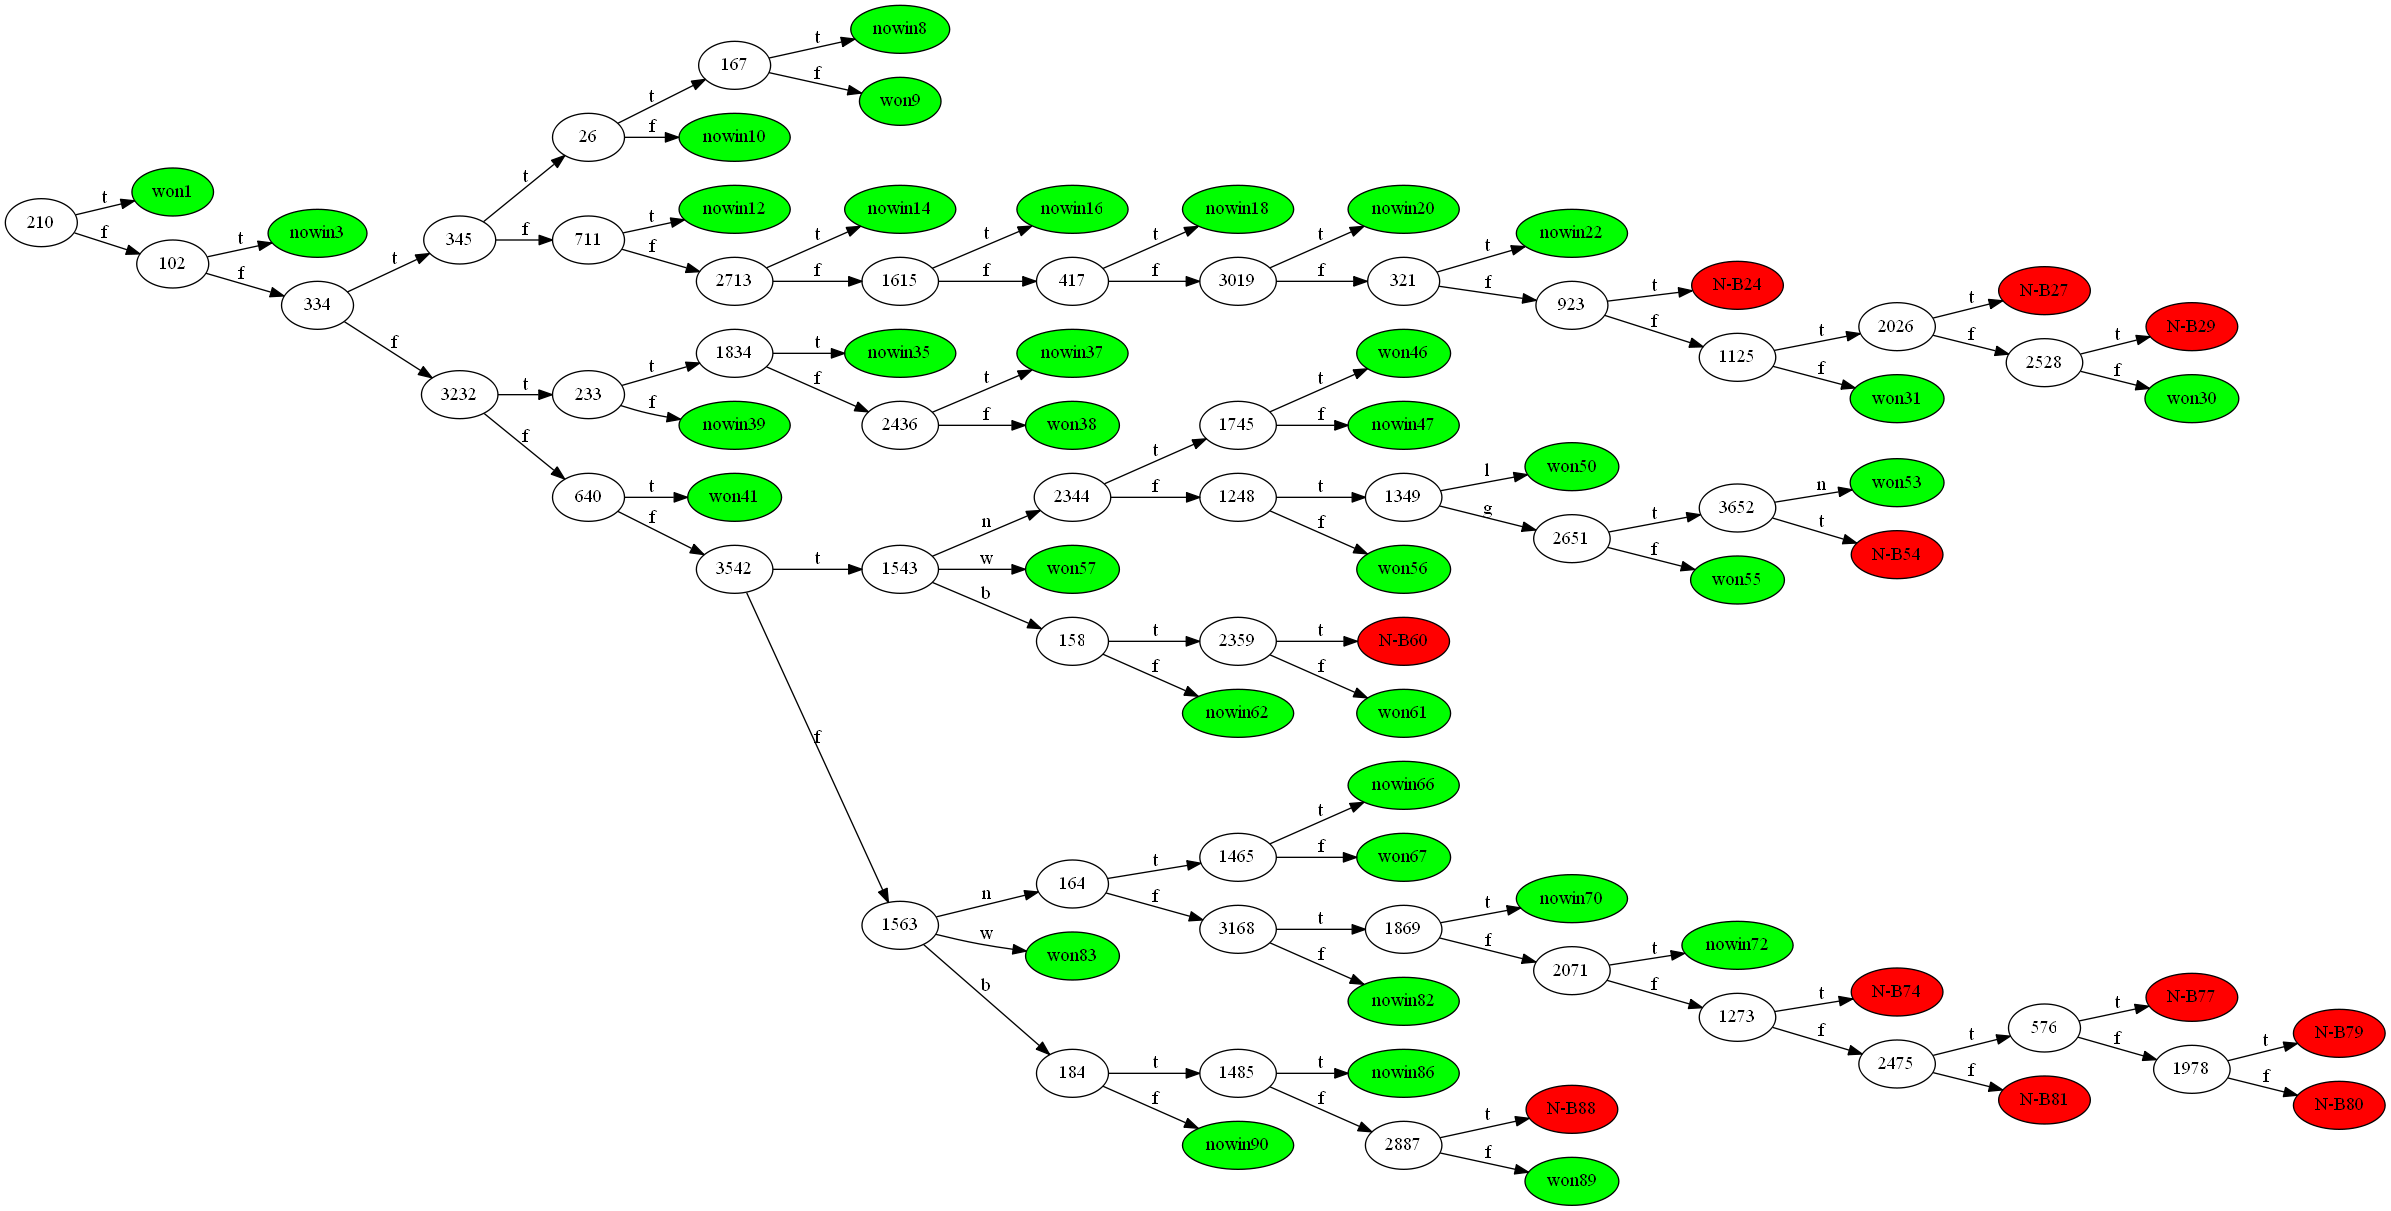 210
t
won1
f
102
t
nowin3
f
334
t
345
t
26
t
167
t
nowin8
f
won9
f
nowin10
f
711
t
nowin12
f
2713
t
nowin14
f
1615
t
nowin16
f
417
t
nowin18
f
3019
t
nowin20
f
321
t
nowin22
f
923
t
N-B24
f
1125
t
2026
t
N-B27
f
2528
t
N-B29
f
won30
f
won31
f
3232
t
233
t
1834
t
nowin35
f
2436
t
nowin37
f
won38
f
nowin39
f
640
t
won41
f
3542
t
1543
n
2344
t
1745
t
won46
f
nowin47
f
1248
t
1349
l
won50
g
2651
t
3652
n
won53
t
N-B54
f
won55
f
won56
w
won57
b
158
t
2359
t
N-B60
f
won61
f
nowin62
f
1563
n
164
t
1465
t
nowin66
f
won67
f
3168
t
1869
t
nowin70
f
2071
t
nowin72
f
1273
t
N-B74
f
2475
t
576
t
N-B77
f
1978
t
N-B79
f
N-B80
f
N-B81
f
nowin82
w
won83
b
184
t
1485
t
nowin86
f
2887
t
N-B88
f
won89
f
nowin90